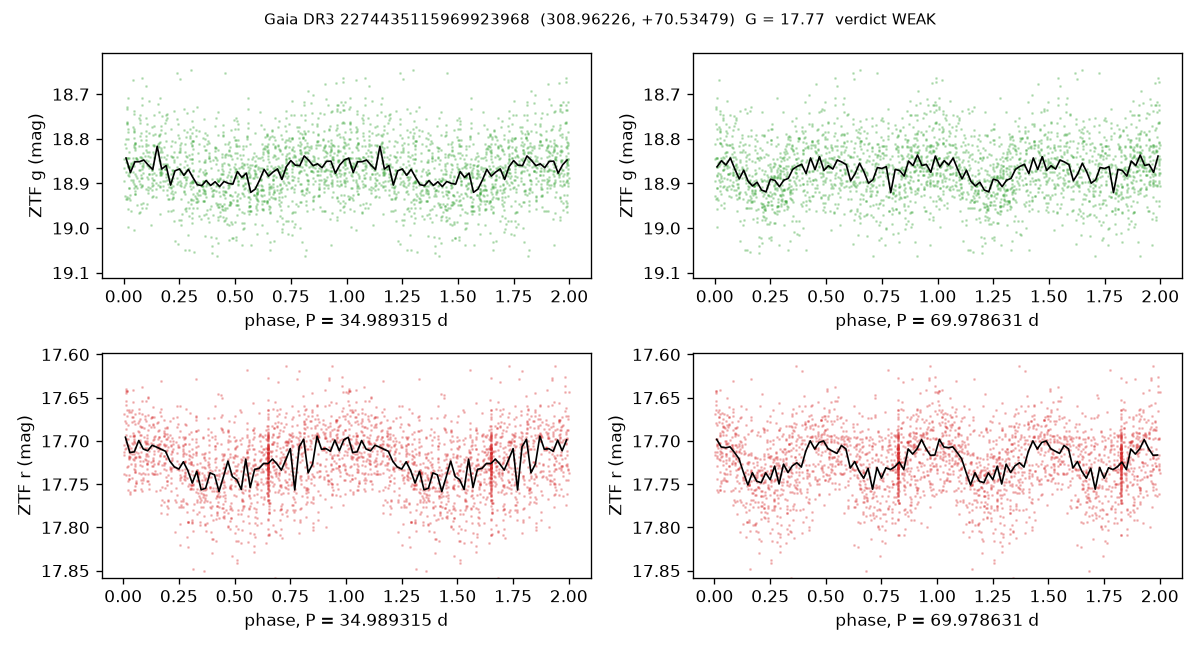 Gaia DR3 2274435115969923968 (308.96226, +70.53479) G = 17.77 verdict WEAK
ZTF g (mag)
18.7
18.8
18.9
19.0
19.1
0.00 0.25 0.50 0.75 1.00 1.25 1.50 1.75 2.00
phase, P = 34.989315 d
ZTF g (mag)
18.7
18.8
18.9
19.0
19.1
0.00 0.25 0.50 0.75 1.00 1.25 1.50 1.75 2.00
phase, P = 69.978631 d
ZTF r (mag)
17.60
17.65
17.70
17.75
17.80
17.85
0.00 0.25 0.50 0.75 1.00 1.25 1.50 1.75 2.00
phase, P = 34.989315 d
ZTF r (mag)
17.60
17.65
17.70
17.75
17.80
17.85
0.00 0.25 0.50 0.75 1.00 1.25 1.50 1.75 2.00
phase, P = 69.978631 d